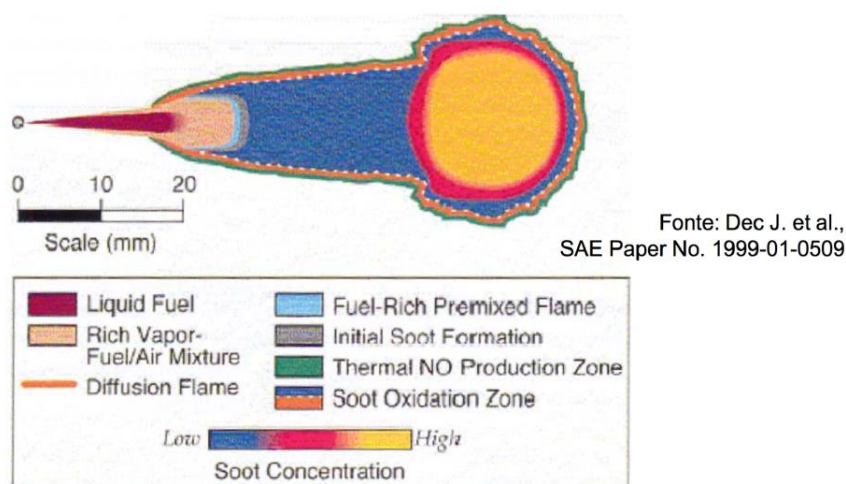 0 10 20
Scale (mm)
Fonte: Dec J. et al.,
SAE Paper No. 1999-01-0509
Liquid Fuel
Rich Vapor-
Fuel/Air Mixture
Diffusion Flame
Fuel-Rich Premixed Flame
Initial Soot Formation
Thermal NO Production Zone
Soot Oxidation Zone
Low High
Soot Concentration